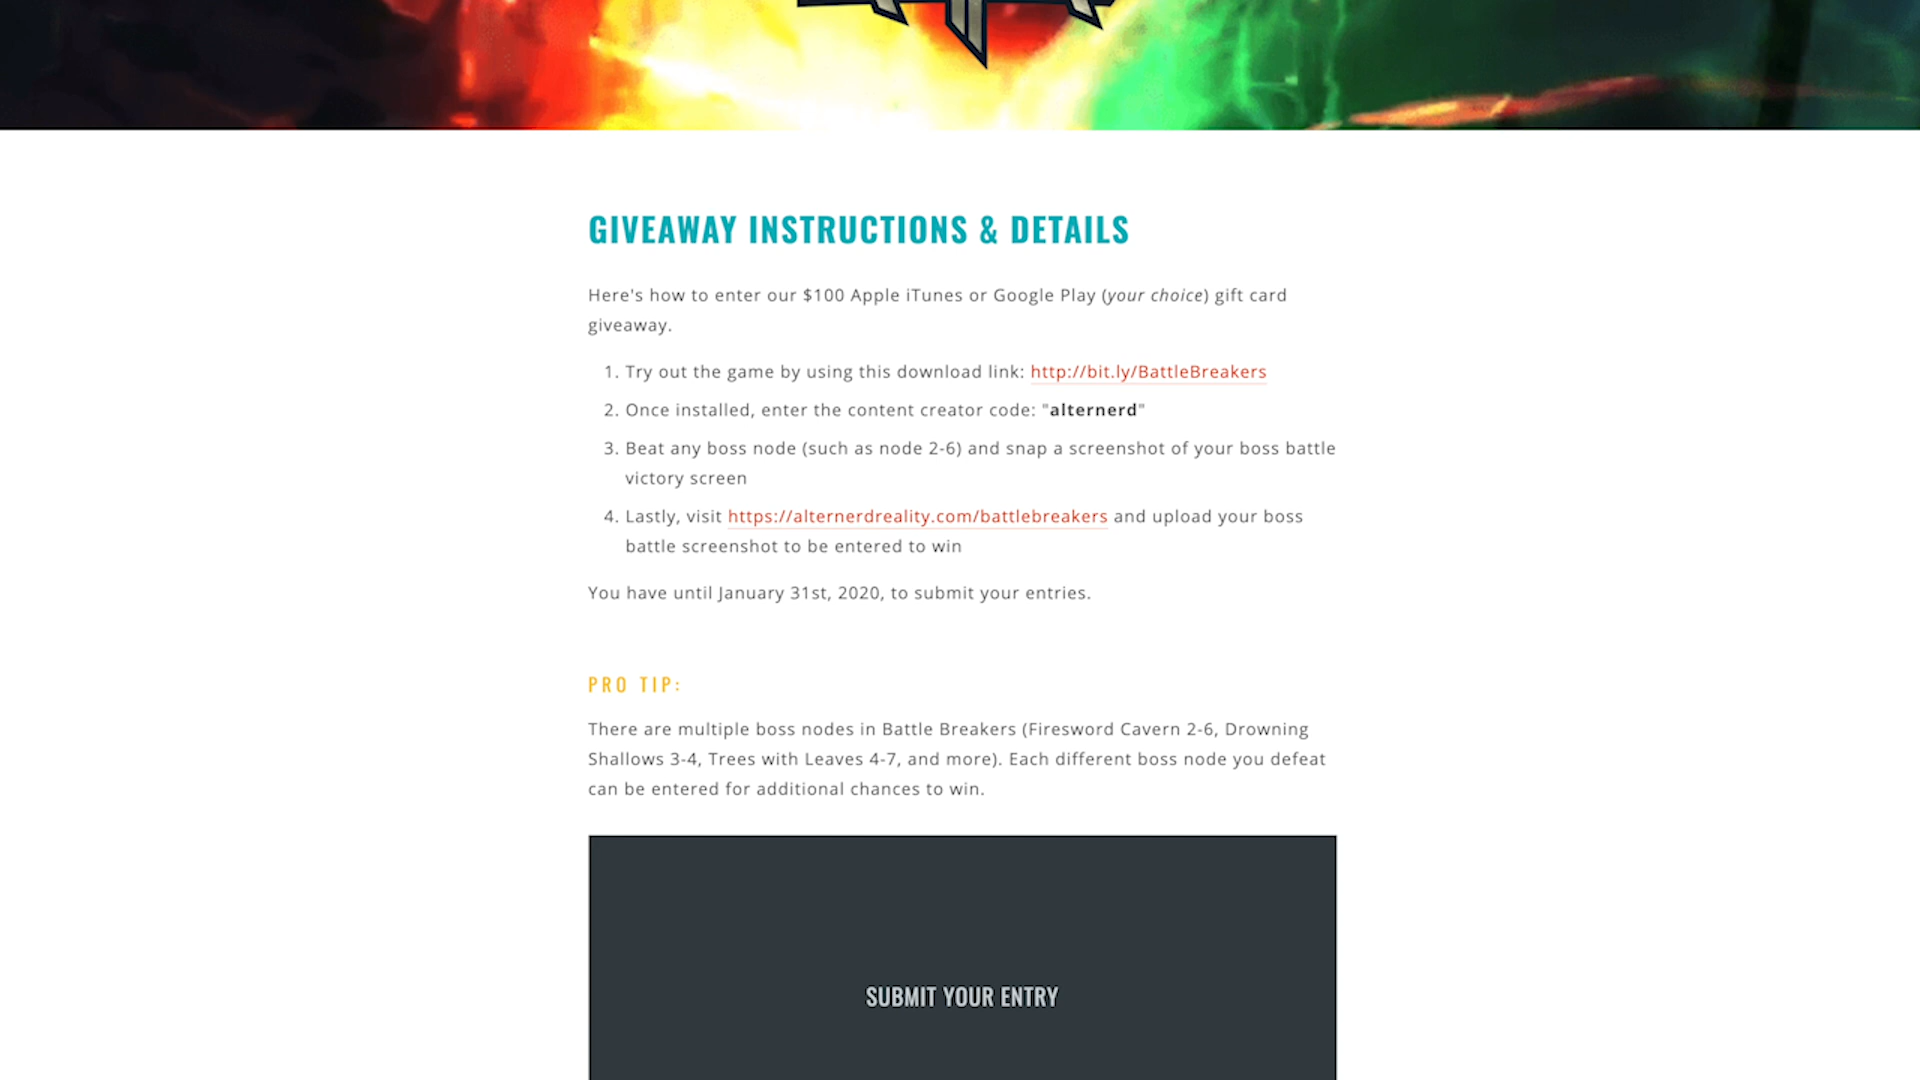 GIVEAWAY INSTRUCTIONS & DETAILS
Here's how to enter our $100 Apple iTunes or Google Play (your choice) gift card
giveaway.
1. Try out the game by using this download link: http://bit.ly/BattleBreakers
2. Once installed, enter the content creator code: "alternerd"
3. Beat any boss node (such as node 2-6) and snap a screenshot of your boss battle
victory screen
4. Lastly, visit https://alternerdreality.com/battlebreakers and upload your boss
battle screenshot to be entered to win
You have until January 31st, 2020, to submit your entries.
PRO TIP:
There are multiple boss nodes in Battle Breakers (Firesword Cavern 2-6, Drowning
Shallows 3-4, Trees with Leaves 4-7, and more). Each different boss node you defeat
can be entered for additional chances to win.
SUBMIT YOUR ENTRY